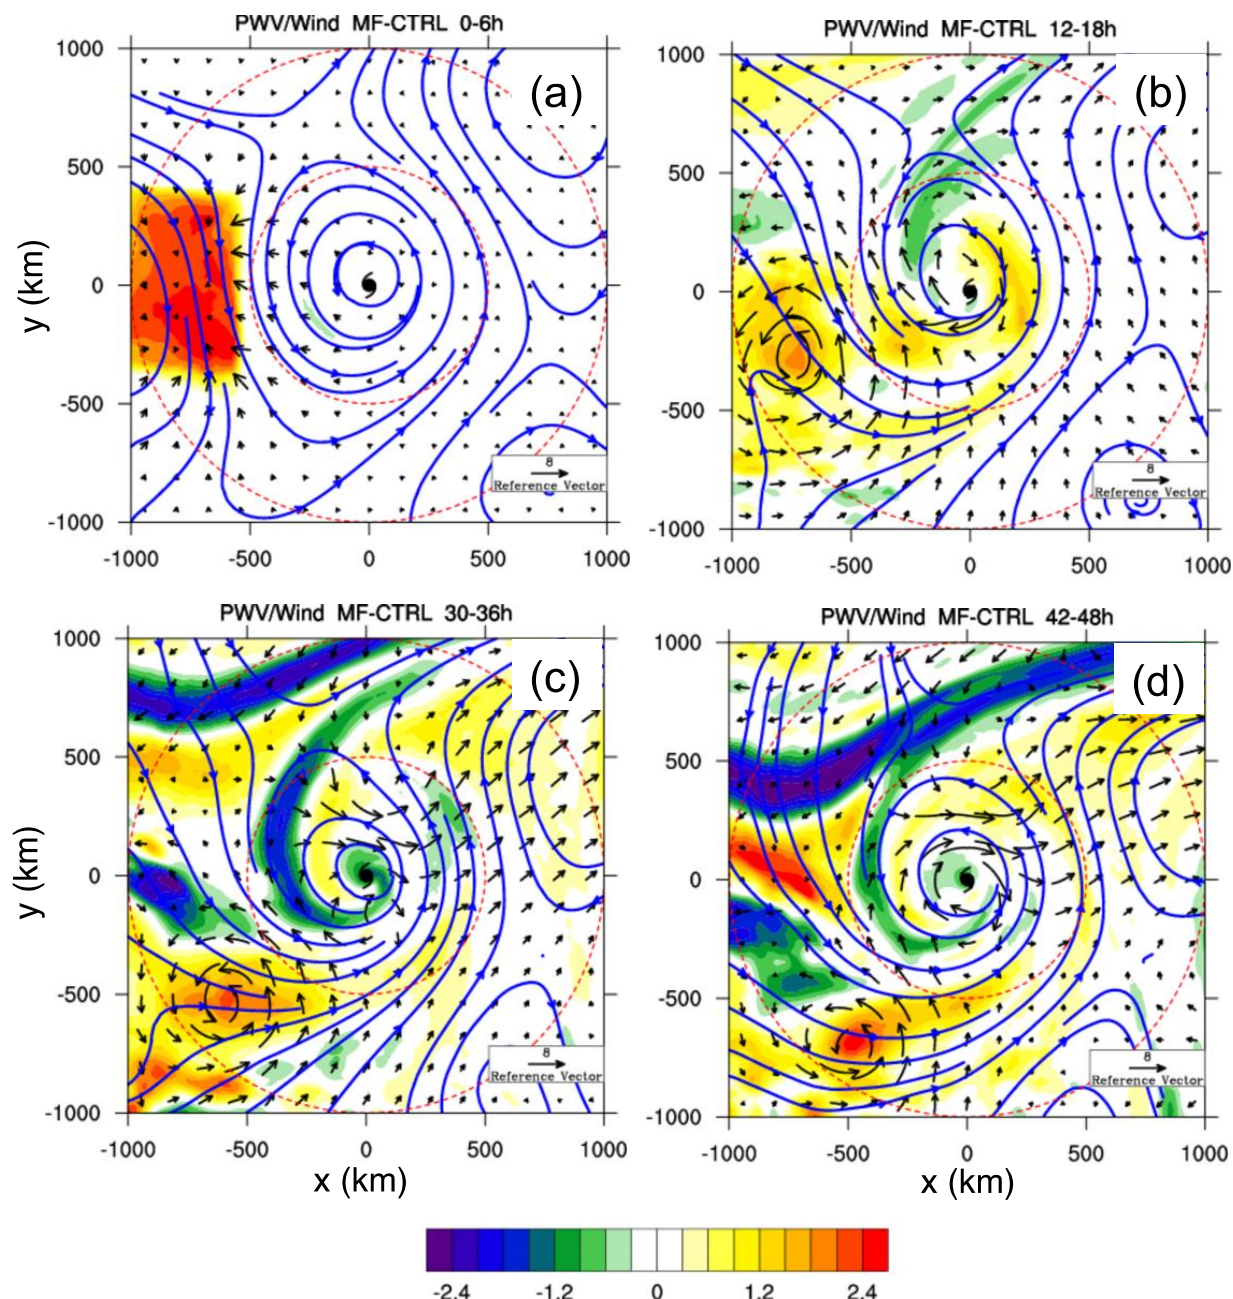 PWV/Wind MF-CTRL 0-6h
PWV/Wind MF-CTRL 12-18h
(a)
(b)
1000
500
0
-500
-1000
y (km)
-1000 -500 0 500 1000
8
Reference Vector
1000
500
0
-500
-1000
-1000 -500 0 500 1000
8
Reference Vector
PWV/Wind MF-CTRL 30-36h
PWV/Wind MF-CTRL 42-48h
(c)
(d)
1000
500
0
-500
-1000
y (km)
-1000 -500 0 500 1000
x (km)
8
Reference Vector
1000
500
0
-500
-1000
-1000 -500 0 500 1000
x (km)
8
Reference Vector
-2.4 -1.2 0 1.2 2.4